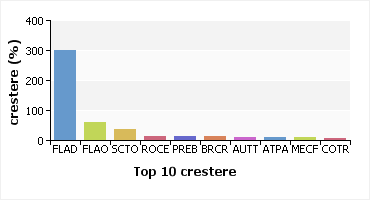 crestere (%)
400
300
200
100
0
FLAD FLAO SCTO ROCE PREB BRCR AUTT ATPA MECF COTR
Top 10 crestere